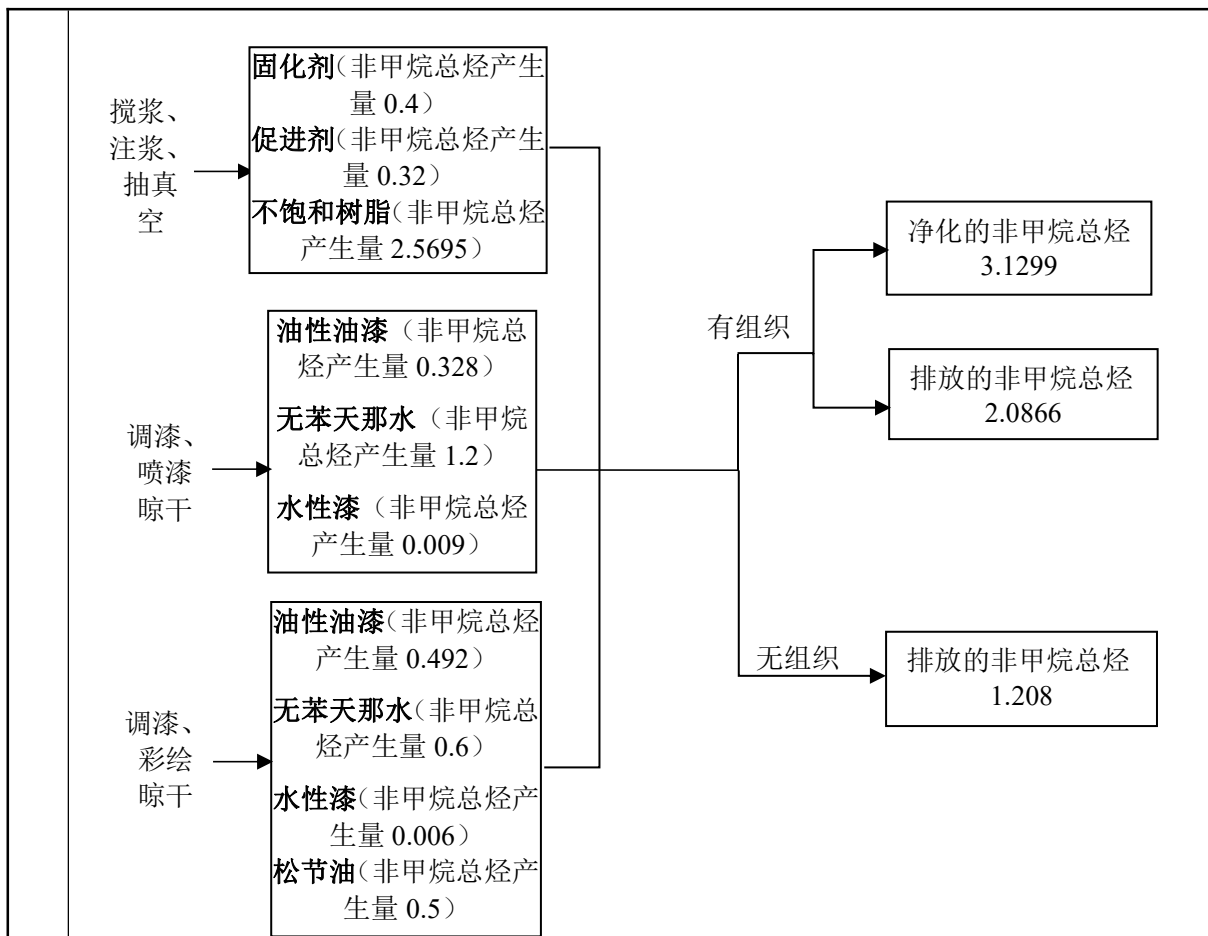 搅浆、
注浆、
抽真
空
固化剂（非甲烷总烃产生
量 0.4）
促进剂（非甲烷总烃产生
量 0.32）
不饱和树脂（非甲烷总烃
产生量 2.5695）
调漆、
喷漆
晾干
油性油漆（非甲烷总
烃产生量 0.328）
无苯天那水（非甲烷
总烃产生量 1.2）
水性漆（非甲烷总烃
产生量 0.009）
调漆、
彩绘
晾干
油性油漆（非甲烷总烃
产生量 0.492）
无苯天那水（非甲烷总
烃产生量 0.6）
水性漆（非甲烷总烃产
生量 0.006）
松节油（非甲烷总烃产
生量 0.5）
有组织
净化的非甲烷总烃
3.1299
排放的非甲烷总烃
2.0866
无组织
排放的非甲烷总烃
1.208